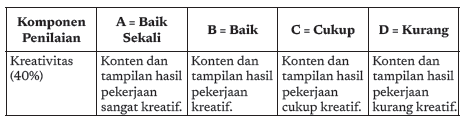 Komponen Penilaian
A = Baik Sekali
B = Baik
C = Cukup
D = Kurang
Kreativitas (40%)
Konten dan tampilan hasil pekerjaan sangat kreatif.
Konten dan tampilan hasil pekerjaan kreatif.
Konten dan tampilan hasil pekerjaan cukup kreatif.
Konten dan tampilan hasil pekerjaan kurang kreatif.